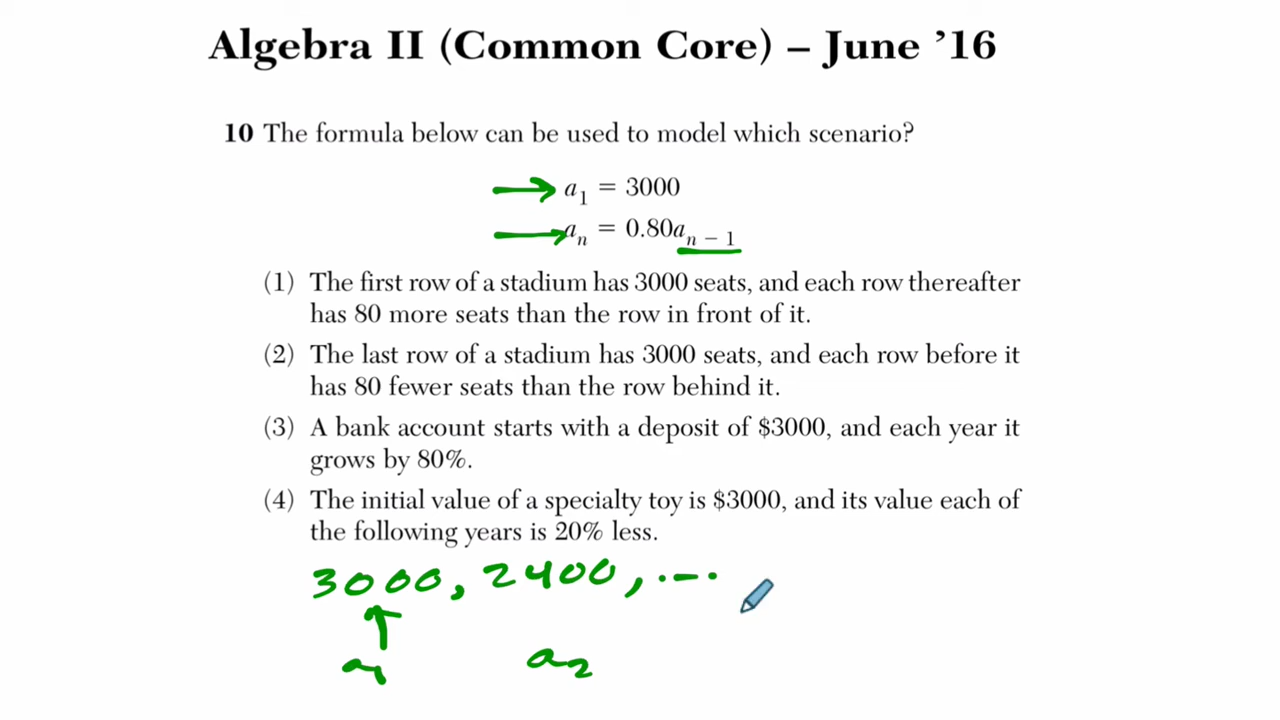 Algebra II (Common Core) – June ’16
10 The formula below can be used to model which scenario?
a₁ = 3000
aₙ = 0.80aₙ₋₁
(1) The first row of a stadium has 3000 seats, and each row thereafter
has 80 more seats than the row in front of it.
(2) The last row of a stadium has 3000 seats, and each row before it
has 80 fewer seats than the row behind it.
(3) A bank account starts with a deposit of $3000, and each year it
grows by 80%.
(4) The initial value of a specialty toy is $3000, and its value each of
the following years is 20% less.
3000, 2400, ...
a₁ a₂